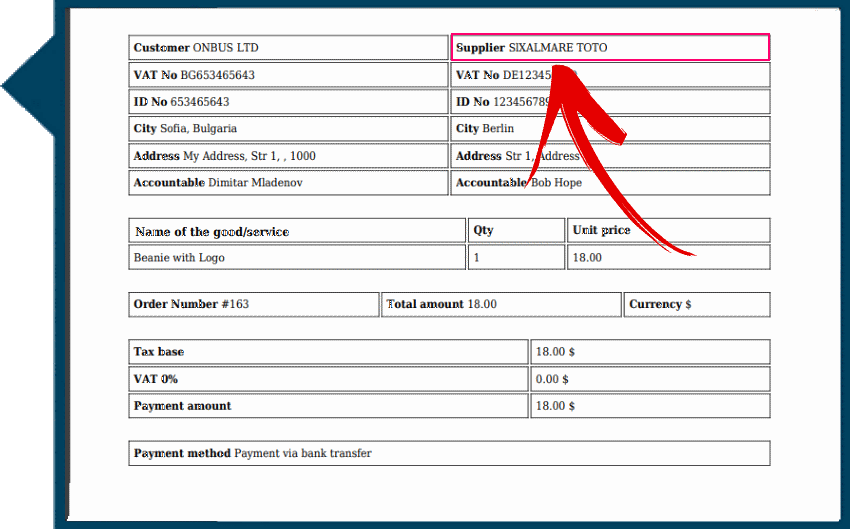 Customer ONBUS LTD
Supplier SIXALMARE TOTO
VAT No BG653465643
VAT No DE12345
ID No 653465643
ID No 123456789
City Sofia, Bulgaria
City Berlin
Address My Address, Str 1, , 1000
Address Str 1, Address
Accountable Dimitar Mladenov
Accountable Bob Hope
Name of the good/service
Qty
Unit price
Beanie with Logo
1
18.00
Order Number #163
Total amount 18.00
Currency $
Tax base
18.00 $
VAT 0%
0.00 $
Payment amount
18.00 $
Payment method Payment via bank transfer